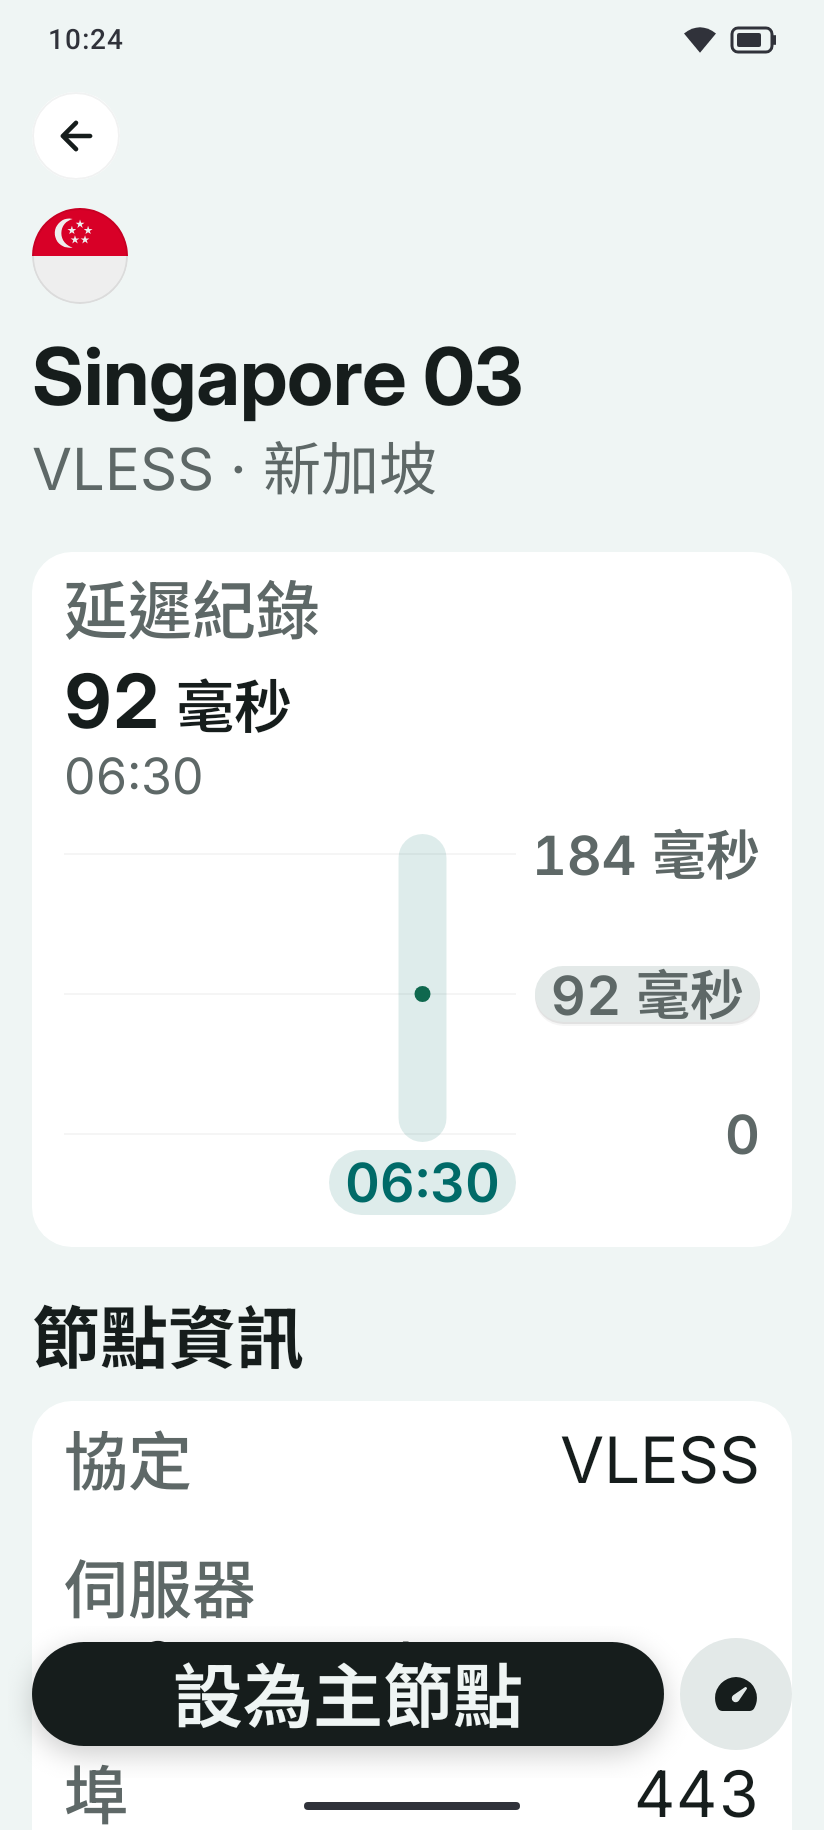 10:24
Singapore 03
VLESS · 新加坡
延遲紀錄
92 毫秒
06:30
184 毫秒
92 毫秒
0
06:30
節點資訊
協定 VLESS
伺服器
設為主節點
埠 443